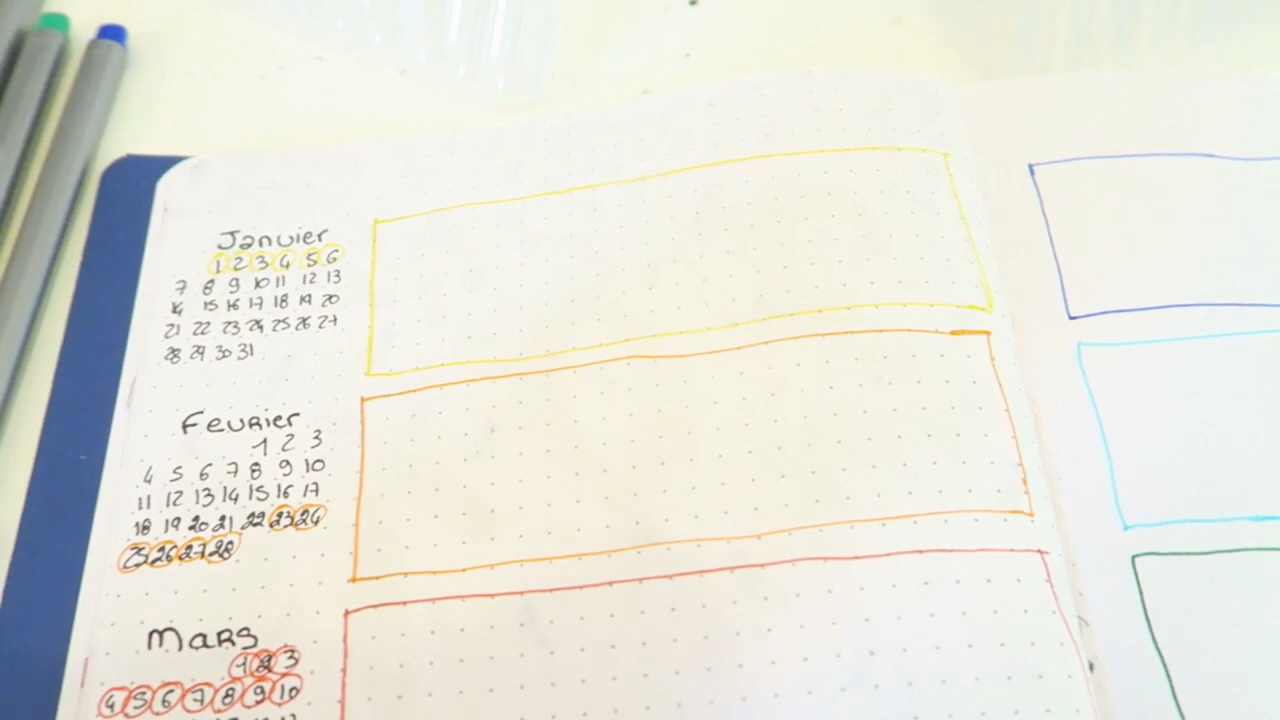 Janvier
1 2 3 4 5 6
7 8 9 10 11 12 13
14 15 16 17 18 19 20
21 22 23 24 25 26 27
28 29 30 31
Fevrier
1 2 3
4 5 6 7 8 9 10
11 12 13 14 15 16 17
18 19 20 21 22 23 24
25 26 27 28
Mars
1 2 3
4 5 6 7 8 9 10